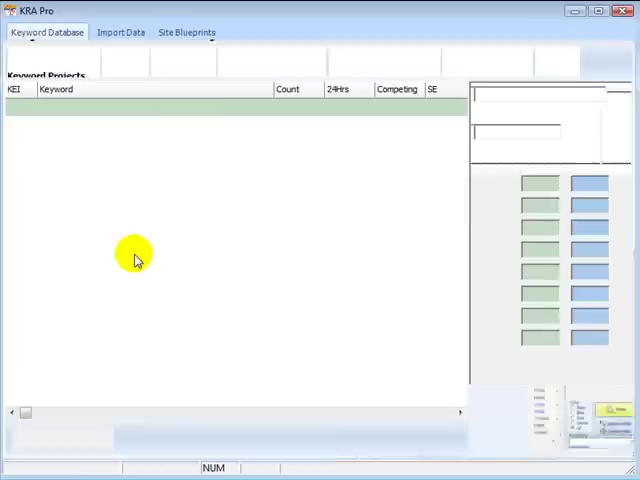 KRA Pro
Keyword Database Import Data Site Blueprints
Keyword Projects
KEI Keyword Count 24Hrs Competing SE
NUM